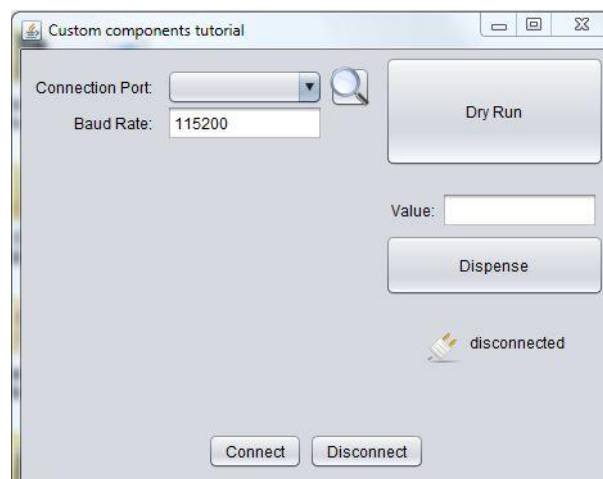 Custom components tutorial
Connection Port:
Dry Run
Baud Rate: 115200
Value:
Dispense
disconnected
Connect Disconnect